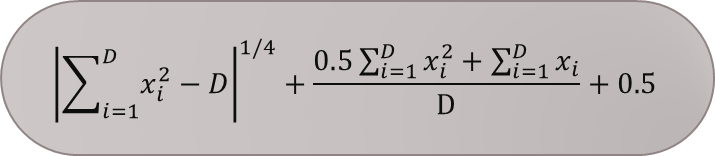 |∑_{i=1}^{D} x_i^2 − D|^{1/4} + (0.5 ∑_{i=1}^{D} x_i^2 + ∑_{i=1}^{D} x_i) / D + 0.5